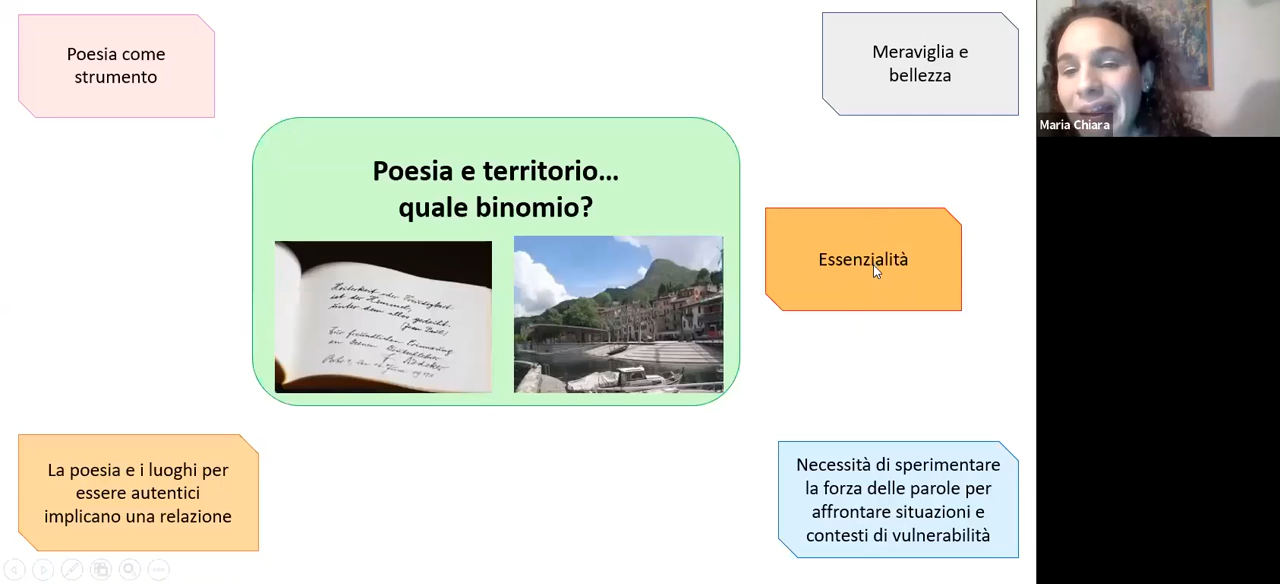 Poesia come
strumento
Meraviglia e
bellezza
Maria Chiara
Poesia e territorio...
quale binomio?
Essenzialità
La poesia e i luoghi per
essere autentici
implicano una relazione
Necessità di sperimentare
la forza delle parole per
affrontare situazioni e
contesti di vulnerabilità